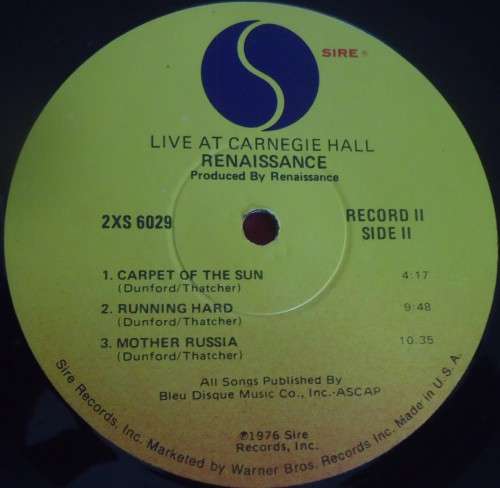 SIRE®
LIVE AT CARNEGIE HALL
RENAISSANCE
Produced By Renaissance
2XS 6029
RECORD II
SIDE II
1. CARPET OF THE SUN 4:17
(Dunford/Thatcher)
2. RUNNING HARD 9:48
(Dunford/Thatcher)
3. MOTHER RUSSIA 10.35
(Dunford/Thatcher)
All Songs Published By
Bleu Disque Music Co., Inc.-ASCAP
℗1976 Sire
Records, Inc.
Sire Records, Inc. Marketed by Warner Bros. Records Inc. Made in U.S.A.